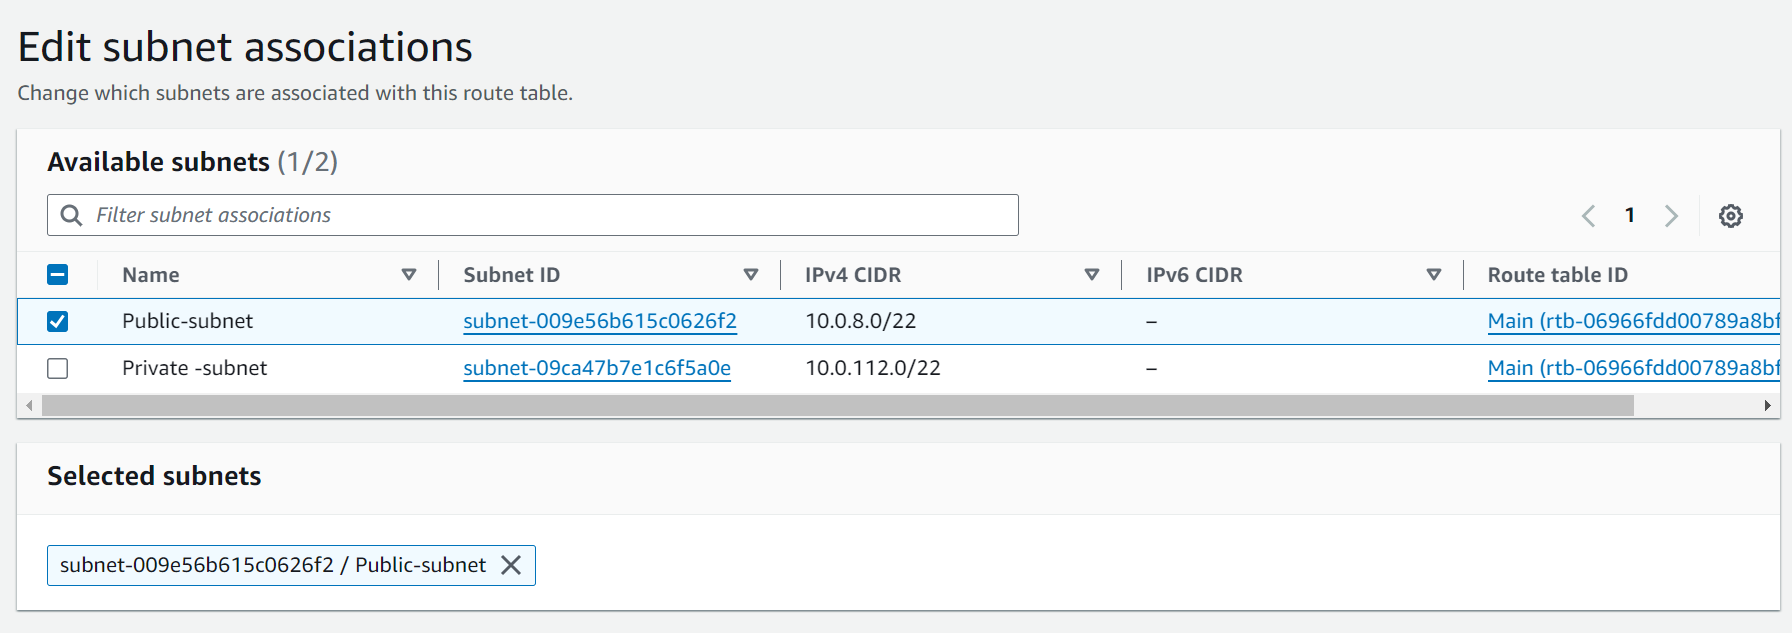 Edit subnet associations
Change which subnets are associated with this route table.
Available subnets (1/2)
Filter subnet associations
1
Name Subnet ID IPv4 CIDR IPv6 CIDR Route table ID
Public-subnet subnet-009e56b615c0626f2 10.0.8.0/22 – Main (rtb-06966fdd00789a8bf
Private -subnet subnet-09ca47b7e1c6f5a0e 10.0.112.0/22 – Main (rtb-06966fdd00789a8bf
Selected subnets
subnet-009e56b615c0626f2 / Public-subnet